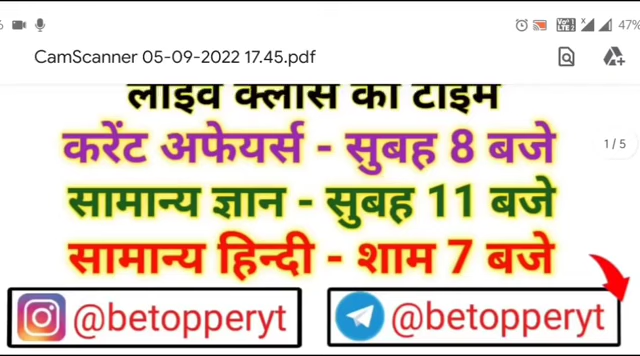 47%
CamScanner 05-09-2022 17.45.pdf
लाइव क्लास का टाइम
करेंट अफेयर्स - सुबह 8 बजे
1/5
सामान्य ज्ञान - सुबह 11 बजे
सामान्य हिन्दी - शाम 7 बजे
@betopperyt @betopperyt